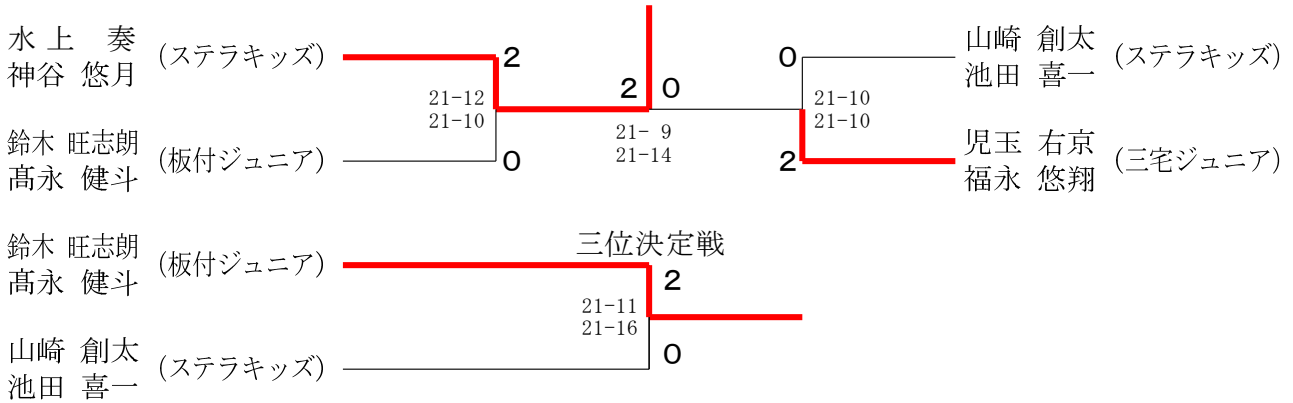 水上 奏
神谷 悠月
(ステラキッズ)
2
21-12
21-10
鈴木 旺志朗
髙永 健斗
(板付ジュニア)
0
2 0
21- 9
21-14
0
山崎 創太
池田 喜一
(ステラキッズ)
21-10
21-10
2
児玉 右京
福永 悠翔
(三宅ジュニア)
三位決定戦
鈴木 旺志朗
髙永 健斗
(板付ジュニア)
2
21-11
21-16
0
山崎 創太
池田 喜一
(ステラキッズ)